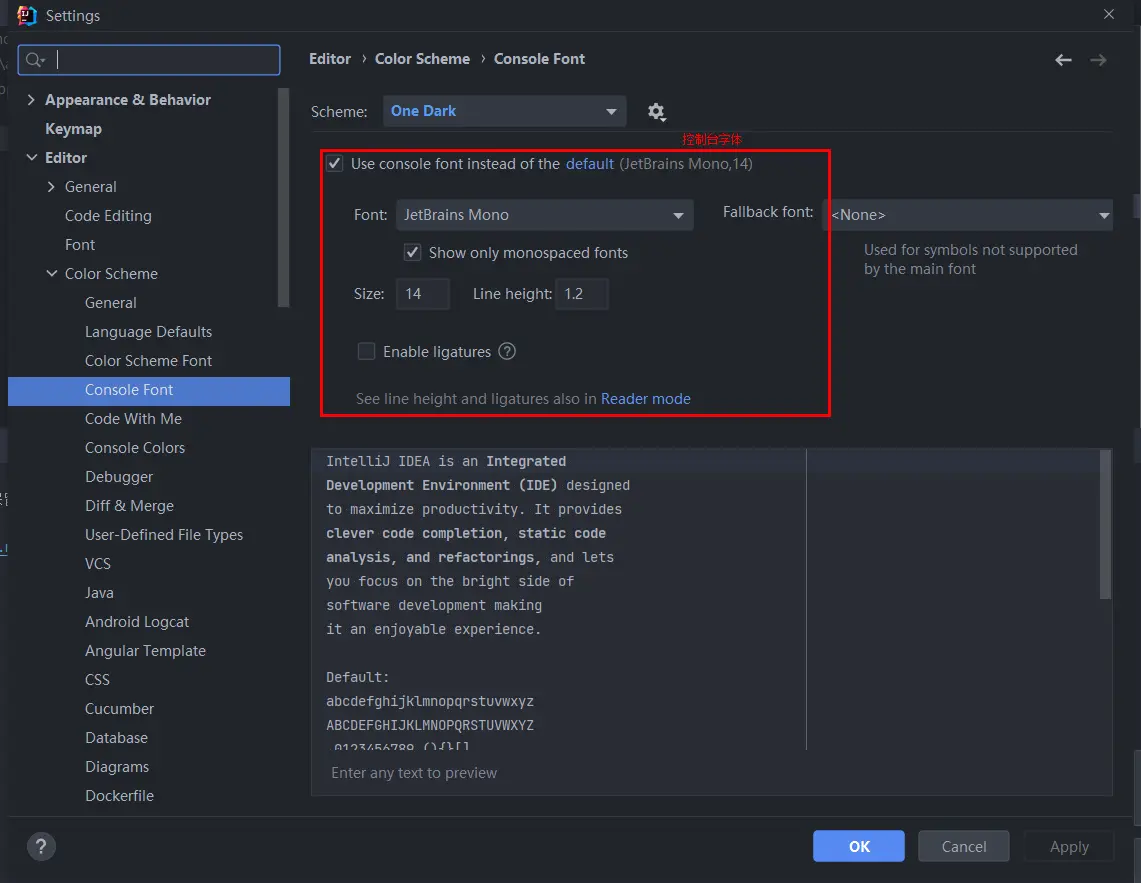 Settings
Editor › Color Scheme › Console Font
Appearance & Behavior
Keymap
Editor
General
Code Editing
Font
Color Scheme
General
Language Defaults
Color Scheme Font
Console Font
Code With Me
Console Colors
Debugger
Diff & Merge
User-Defined File Types
VCS
Java
Android Logcat
Angular Template
CSS
Cucumber
Database
Diagrams
Dockerfile
Scheme: One Dark
控制台字体
Use console font instead of the default (JetBrains Mono,14)
Font: JetBrains Mono Fallback font: <None>
Show only monospaced fonts
Used for symbols not supported
by the main font
Size: 14 Line height: 1.2
Enable ligatures ?
See line height and ligatures also in Reader mode
IntelliJ IDEA is an Integrated
Development Environment (IDE) designed
to maximize productivity. It provides
clever code completion, static code
analysis, and refactorings, and lets
you focus on the bright side of
software development making
it an enjoyable experience.
Default:
abcdefghijklmnopqrstuvwxyz
ABCDEFGHIJKLMNOPQRSTUVWXYZ
0123456789 (){}[]
Enter any text to preview
? OK Cancel Apply